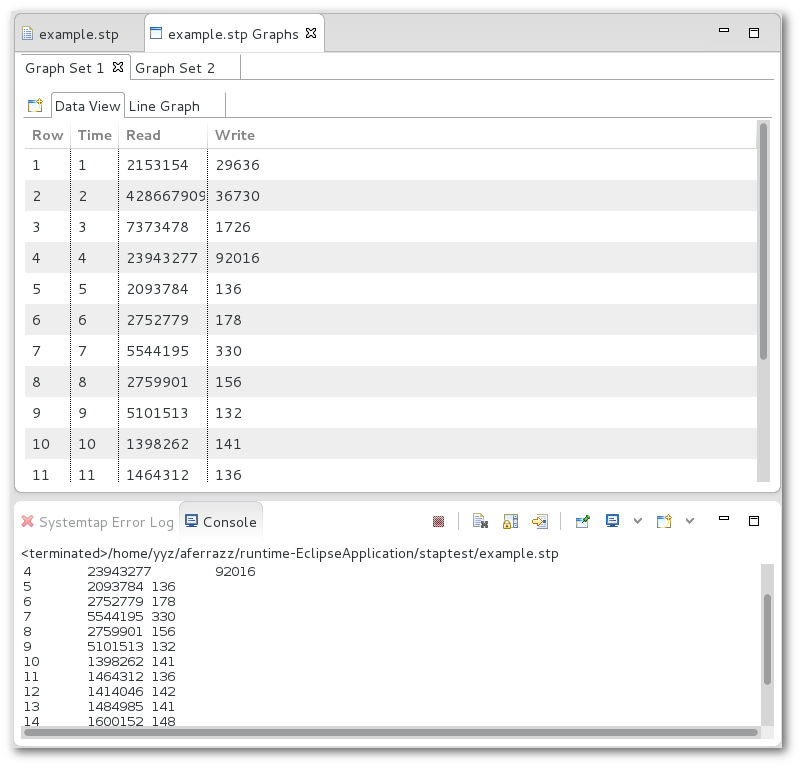 example.stp example.stp Graphs
Graph Set 1 Graph Set 2
Data View Line Graph
Row Time Read Write
1 1 2153154 29636
2 2 428667909 36730
3 3 7373478 1726
4 4 23943277 92016
5 5 2093784 136
6 6 2752779 178
7 7 5544195 330
8 8 2759901 156
9 9 5101513 132
10 10 1398262 141
11 11 1464312 136
Systemtap Error Log Console
<terminated>/home/yyz/aferrazz/runtime-EclipseApplication/staptest/example.stp
4 23943277 92016
5 2093784 136
6 2752779 178
7 5544195 330
8 2759901 156
9 5101513 132
10 1398262 141
11 1464312 136
12 1414046 142
13 1484985 141
14 1600152 148